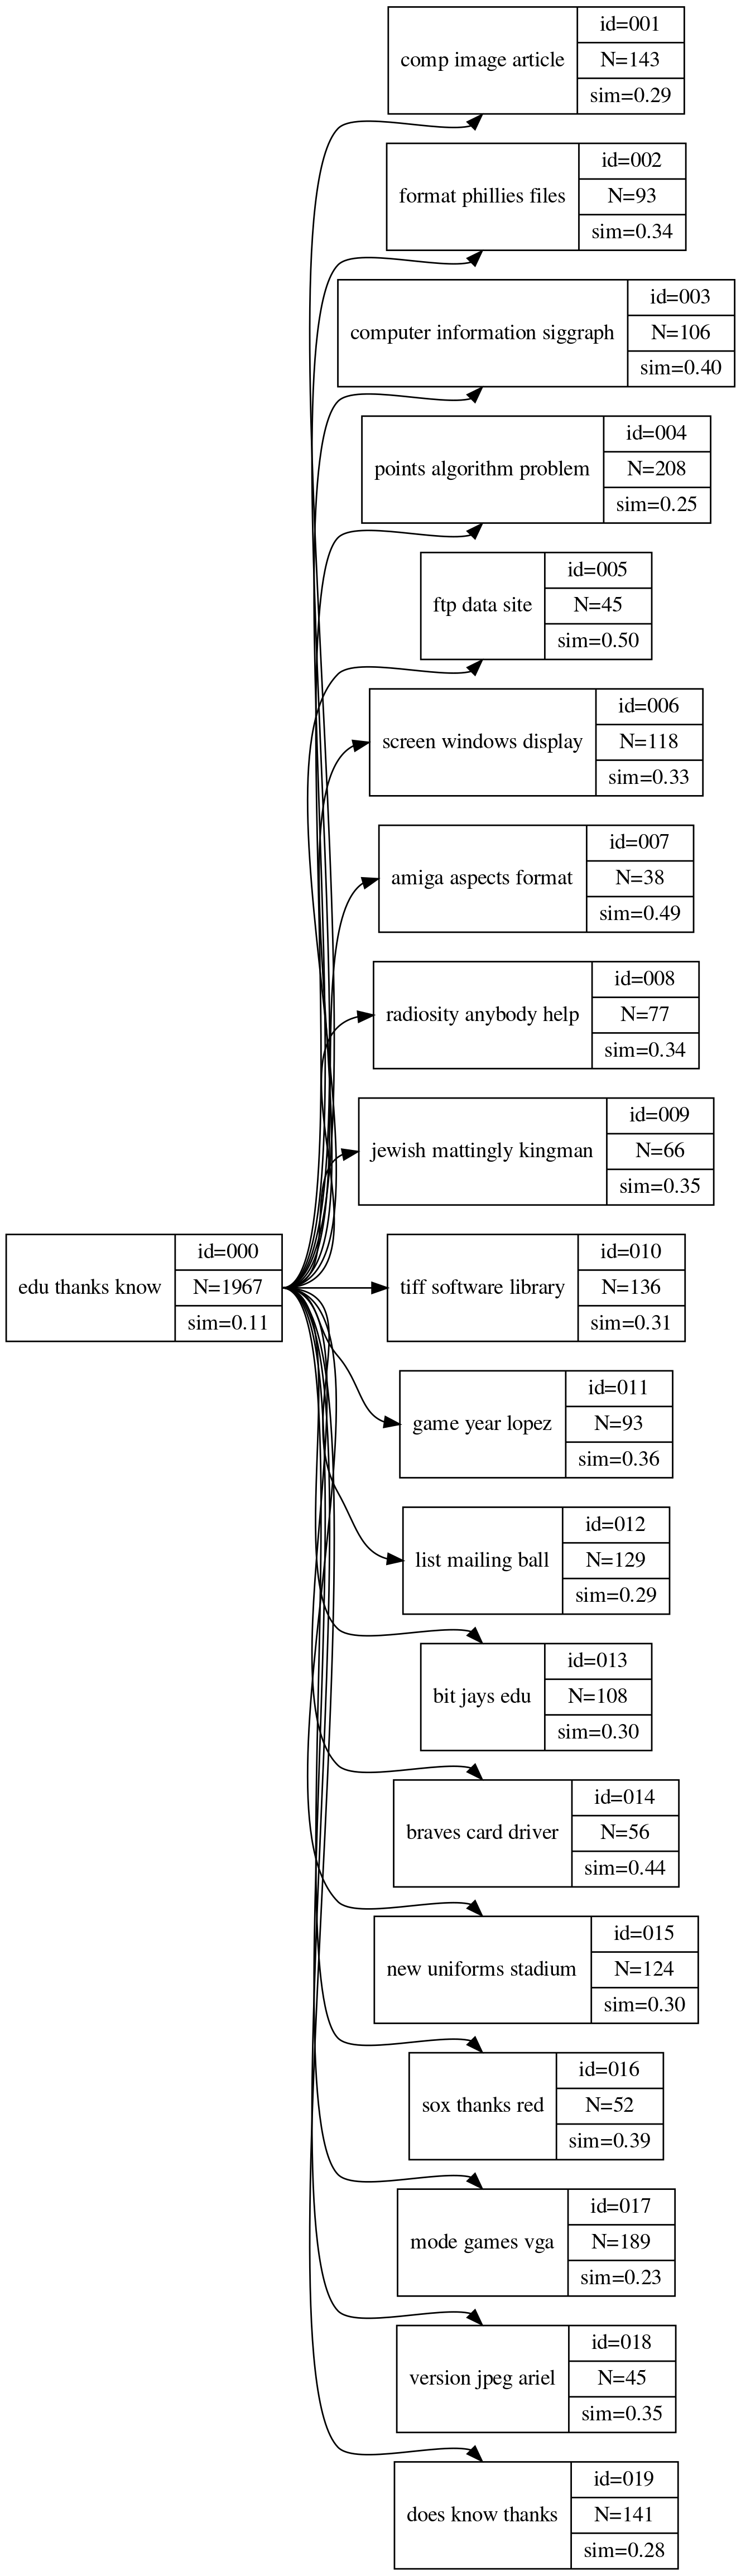 comp image article
id=001
N=143
sim=0.29
format phillies files
id=002
N=93
sim=0.34
computer information siggraph
id=003
N=106
sim=0.40
points algorithm problem
id=004
N=208
sim=0.25
ftp data site
id=005
N=45
sim=0.50
screen windows display
id=006
N=118
sim=0.33
amiga aspects format
id=007
N=38
sim=0.49
radiosity anybody help
id=008
N=77
sim=0.34
jewish mattingly kingman
id=009
N=66
sim=0.35
edu thanks know
id=000
N=1967
sim=0.11
tiff software library
id=010
N=136
sim=0.31
game year lopez
id=011
N=93
sim=0.36
list mailing ball
id=012
N=129
sim=0.29
bit jays edu
id=013
N=108
sim=0.30
braves card driver
id=014
N=56
sim=0.44
new uniforms stadium
id=015
N=124
sim=0.30
sox thanks red
id=016
N=52
sim=0.39
mode games vga
id=017
N=189
sim=0.23
version jpeg ariel
id=018
N=45
sim=0.35
does know thanks
id=019
N=141
sim=0.28